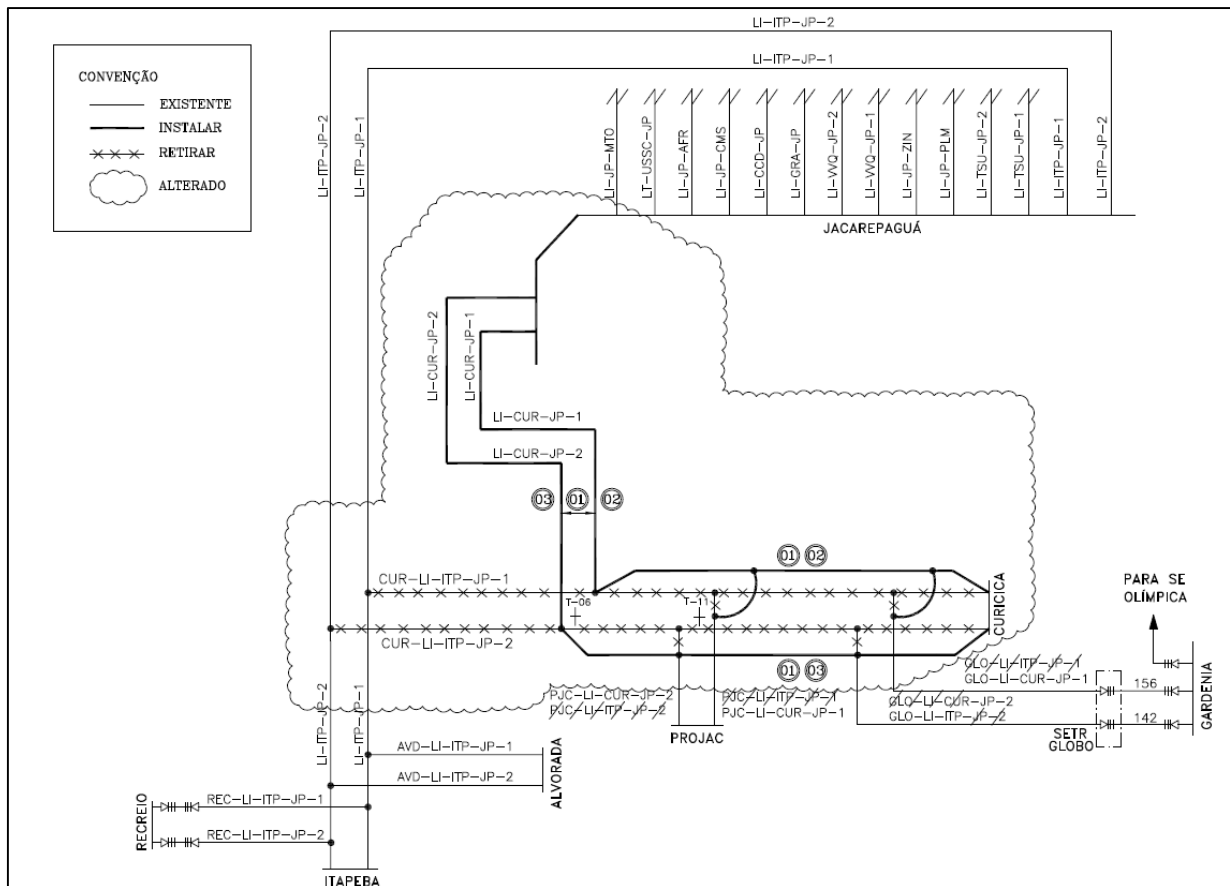 LI-ITP-JP-2
LI-ITP-JP-1
CONVENÇÃO
EXISTENTE
INSTALAR
RETIRAR
ALTERADO
LI-ITP-JP-2
LI-ITP-JP-1
LI-JP-MTO
LT-USSC-JP
LI-JP-AFR
LI-JP-CMS
LI-CCD-JP
LI-GRA-JP
LI-VVQ-JP-2
LI-VVQ-JP-1
LI-JP-ZIN
LI-JP-PLM
LI-TSU-JP-2
LI-TSU-JP-1
LI-ITP-JP-1
LI-ITP-JP-2
JACAREPAGUÁ
LI-CUR-JP-2
LI-CUR-JP-1
LI-CUR-JP-1
LI-CUR-JP-2
03 01 02
01 02
CUR-LI-ITP-JP-1
T-06
T-11
CUR-LI-ITP-JP-2
CURICICA
PARA SE
OLÍMPICA
01 03
GLO-LI-ITP-JP-1
GLO-LI-CUR-JP-1
PJC-LI-CUR-JP-2
PJC-LI-ITP-JP-2
PJC-LI-ITP-JP-1
PJC-LI-CUR-JP-1
GLO-LI-CUR-JP-2
GLO-LI-ITP-JP-2
156
142
GARDENIA
SETR
GLOBO
PROJAC
LI-ITP-JP-2
LI-ITP-JP-1
AVD-LI-ITP-JP-1
AVD-LI-ITP-JP-2
ALVORADA
RECREIO
REC-LI-ITP-JP-1
REC-LI-ITP-JP-2
ITAPEBA